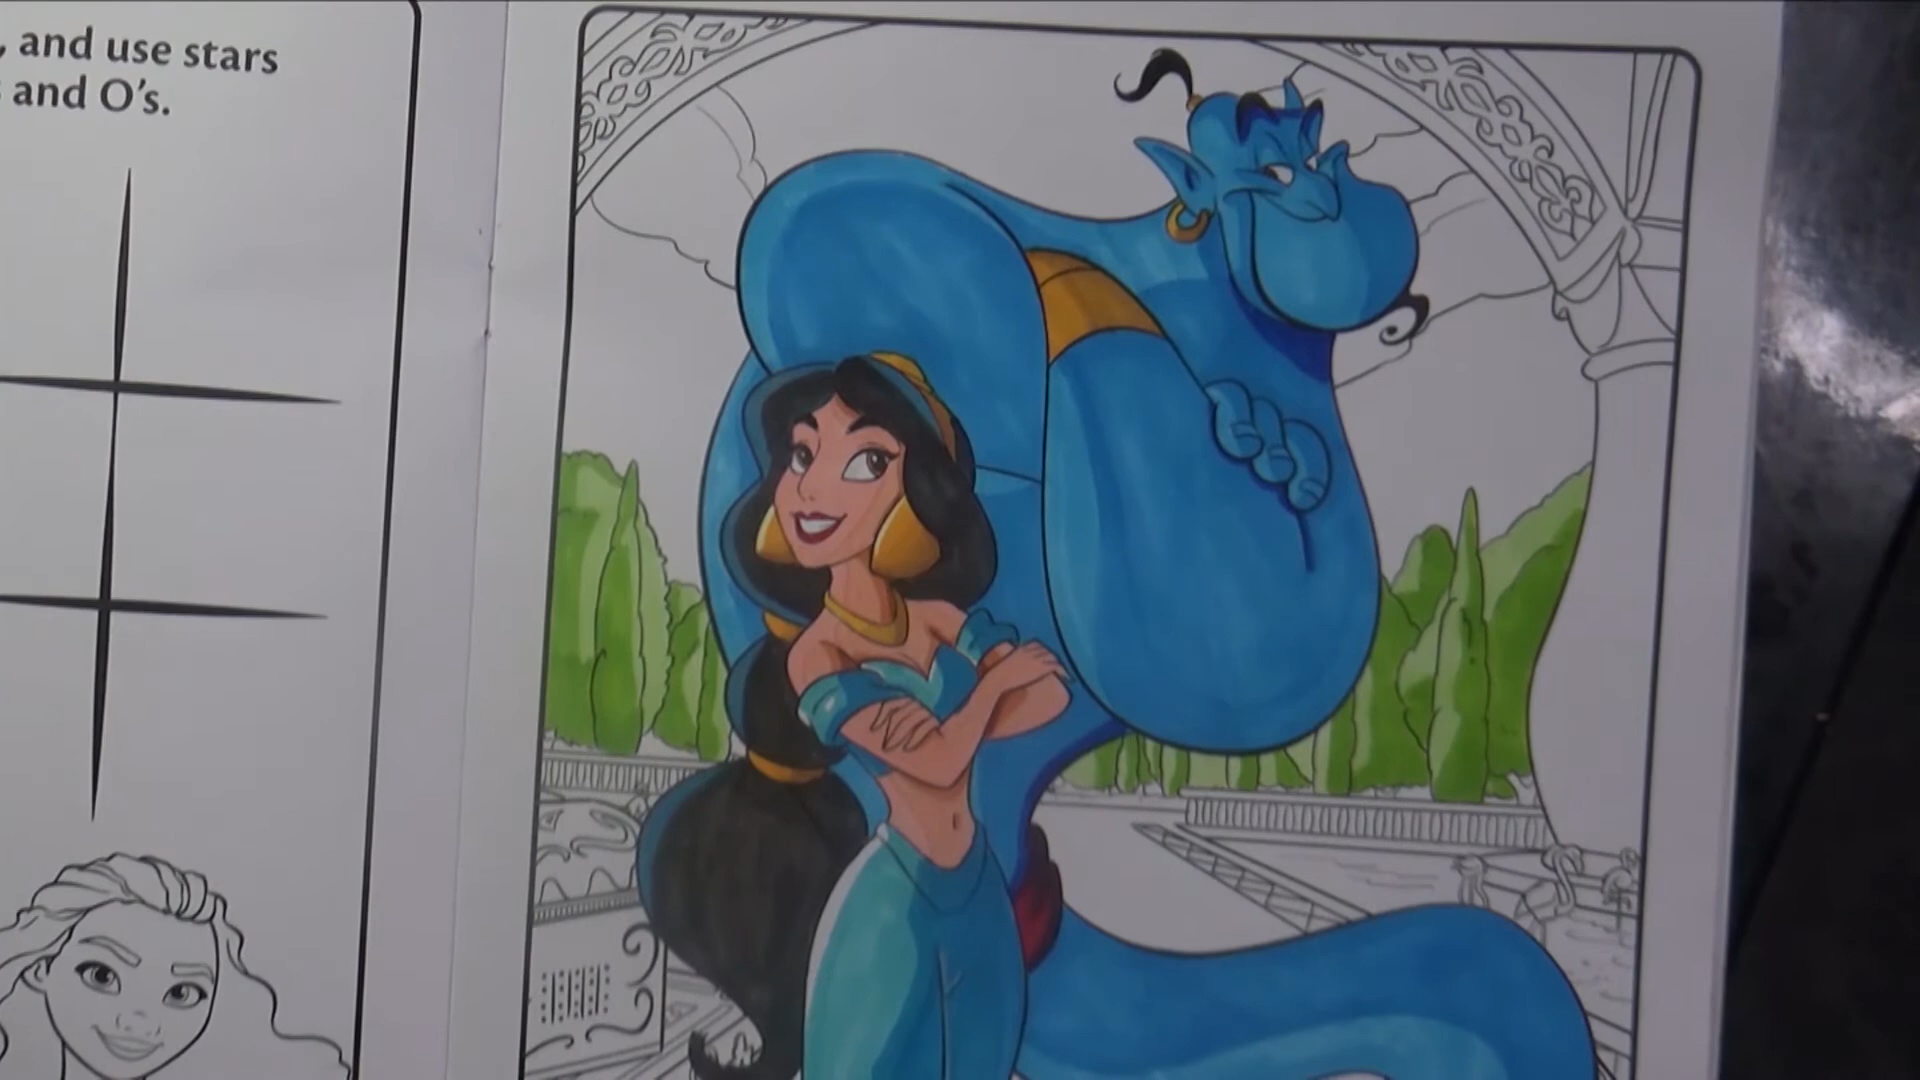 , and use stars
and O's.